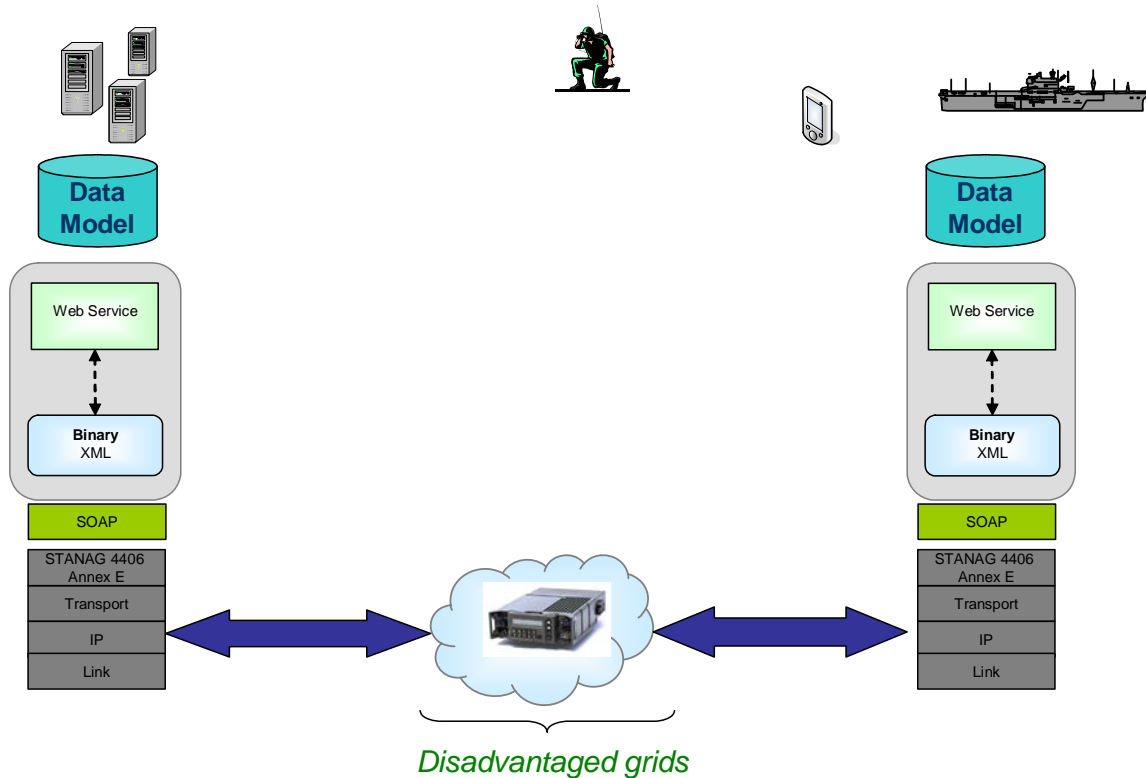 Data
Model
Web Service
Binary
XML
SOAP
STANAG 4406
Annex E
Transport
IP
Link
Data
Model
Web Service
Binary
XML
SOAP
STANAG 4406
Annex E
Transport
IP
Link
Disadvantaged grids